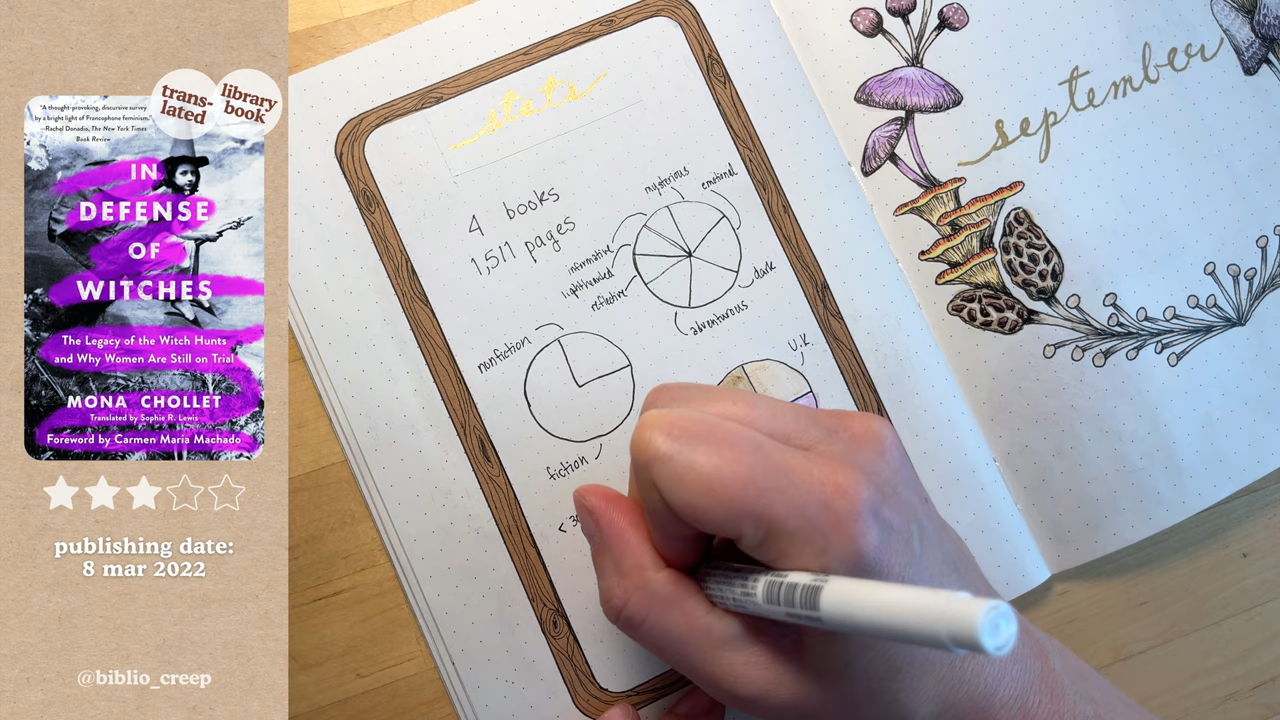 "A thought-provoking, discursive survey
by a bright light of Francophone feminism."
—Rachel Donadio, The New York Times
Book Review
trans-
lated
library
book
IN
DEFENSE
OF
WITCHES
The Legacy of the Witch Hunts
and Why Women Are Still on Trial
MONA CHOLLET
Translated by Sophie R. Lewis
Foreword by Carmen Maria Machado
publishing date:
8 mar 2022
@biblio_creep
stats
4 books
1,511 pages
mysterious
emotional
informative
lighthearted
reflective
dark
adventurous
nonfiction
fiction
U.K.
< 30
september